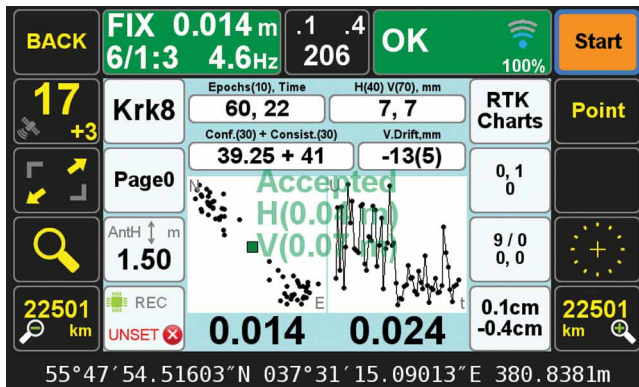 BACK
FIX 0.014 m
6/1:3 4.6Hz
.1 .4
206
OK
100%
Start
17
+3
Krk8
Epochs(10), Time
60, 22
H(40) V(70), mm
7, 7
RTK
Charts
Point
Conf.(30) + Consist.(30)
39.25 + 41
V.Drift,mm
-13(5)
Page0
Accepted
H(0.04 m)
V(0.07 m)
N
E
U
t
0, 1
0
AntH m
1.50
9 / 0
0, 0
22501
km
REC
UNSET
0.014
0.024
0.1cm
-0.4cm
22501
km
55°47′54.51603″N 037°31′15.09013″E 380.8381m